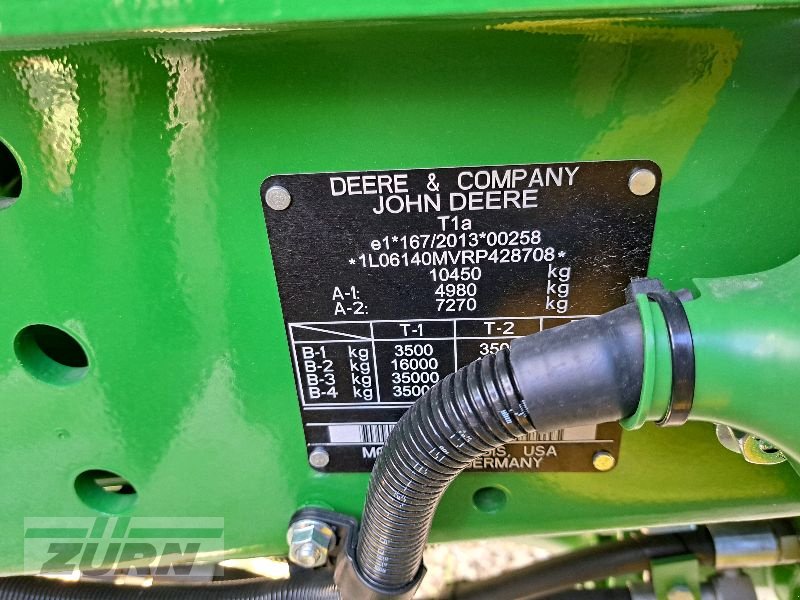 DEERE & COMPANY
JOHN DEERE
T1a
e1*167/2013*00258
*1L06140MVRP428708*
10450 kg
A-1: 4980 kg
A-2: 7270 kg
T-1 T-2
B-1 kg 3500
B-2 kg 16000
B-3 kg 35000
B-4 kg 35000
USA
GERMANY
ZÜRN